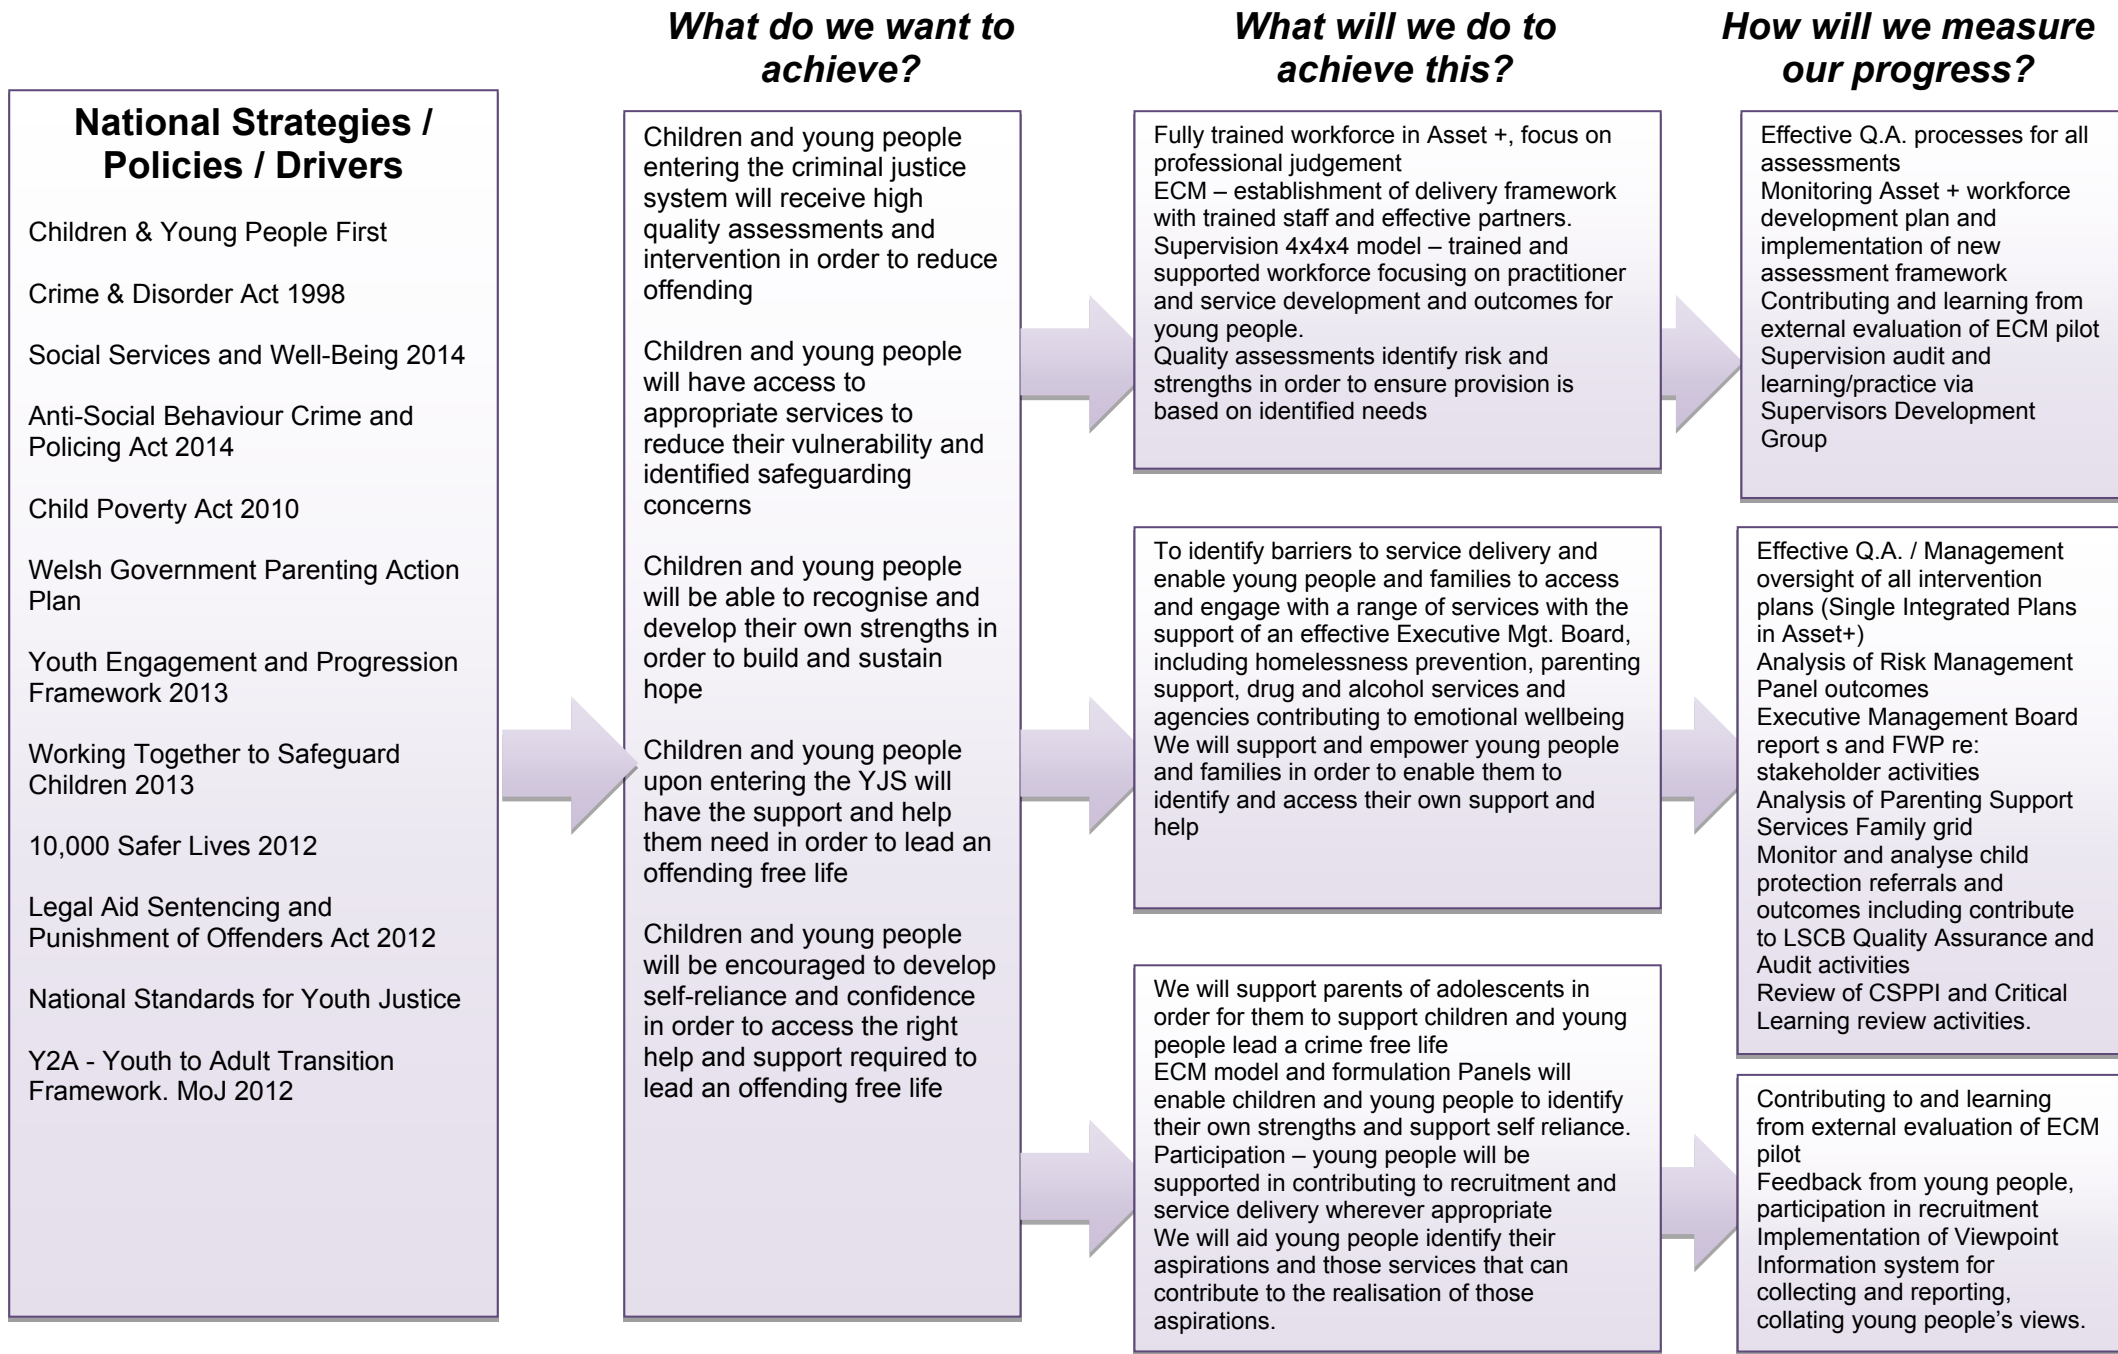 What do we want to
achieve?
What will we do to
achieve this?
How will we measure
our progress?
National Strategies /
Policies / Drivers
Children & Young People First
Crime & Disorder Act 1998
Social Services and Well-Being 2014
Anti-Social Behaviour Crime and
Policing Act 2014
Child Poverty Act 2010
Welsh Government Parenting Action
Plan
Youth Engagement and Progression
Framework 2013
Working Together to Safeguard
Children 2013
10,000 Safer Lives 2012
Legal Aid Sentencing and
Punishment of Offenders Act 2012
National Standards for Youth Justice
Y2A - Youth to Adult Transition
Framework. MoJ 2012
Children and young people
entering the criminal justice
system will receive high
quality assessments and
intervention in order to reduce
offending
Children and young people
will have access to
appropriate services to
reduce their vulnerability and
identified safeguarding
concerns
Children and young people
will be able to recognise and
develop their own strengths in
order to build and sustain
hope
Children and young people
upon entering the YJS will
have the support and help
them need in order to lead an
offending free life
Children and young people
will be encouraged to develop
self-reliance and confidence
in order to access the right
help and support required to
lead an offending free life
Fully trained workforce in Asset +, focus on
professional judgement
ECM – establishment of delivery framework
with trained staff and effective partners.
Supervision 4x4x4 model – trained and
supported workforce focusing on practitioner
and service development and outcomes for
young people.
Quality assessments identify risk and
strengths in order to ensure provision is
based on identified needs
To identify barriers to service delivery and
enable young people and families to access
and engage with a range of services with the
support of an effective Executive Mgt. Board,
including homelessness prevention, parenting
support, drug and alcohol services and
agencies contributing to emotional wellbeing
We will support and empower young people
and families in order to enable them to
identify and access their own support and
help
We will support parents of adolescents in
order for them to support children and young
people lead a crime free life
ECM model and formulation Panels will
enable children and young people to identify
their own strengths and support self reliance.
Participation – young people will be
supported in contributing to recruitment and
service delivery wherever appropriate
We will aid young people identify their
aspirations and those services that can
contribute to the realisation of those
aspirations.
Effective Q.A. processes for all
assessments
Monitoring Asset + workforce
development plan and
implementation of new
assessment framework
Contributing and learning from
external evaluation of ECM pilot
Supervision audit and
learning/practice via
Supervisors Development
Group
Effective Q.A. / Management
oversight of all intervention
plans (Single Integrated Plans
in Asset+)
Analysis of Risk Management
Panel outcomes
Executive Management Board
report s and FWP re:
stakeholder activities
Analysis of Parenting Support
Services Family grid
Monitor and analyse child
protection referrals and
outcomes including contribute
to LSCB Quality Assurance and
Audit activities
Review of CSPPI and Critical
Learning review activities.
Contributing to and learning
from external evaluation of ECM
pilot
Feedback from young people,
participation in recruitment
Implementation of Viewpoint
Information system for
collecting and reporting,
collating young people's views.